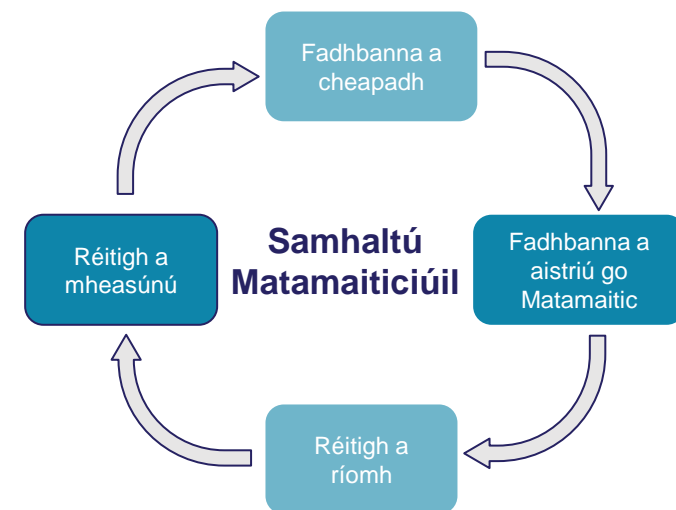 Fadhbanna a
cheapadh
Samhaltú
Matamaiticiúil
Fadhbanna a
aistriú go
Matamaitic
Réitigh a
ríomh
Réitigh a
mheasúnú